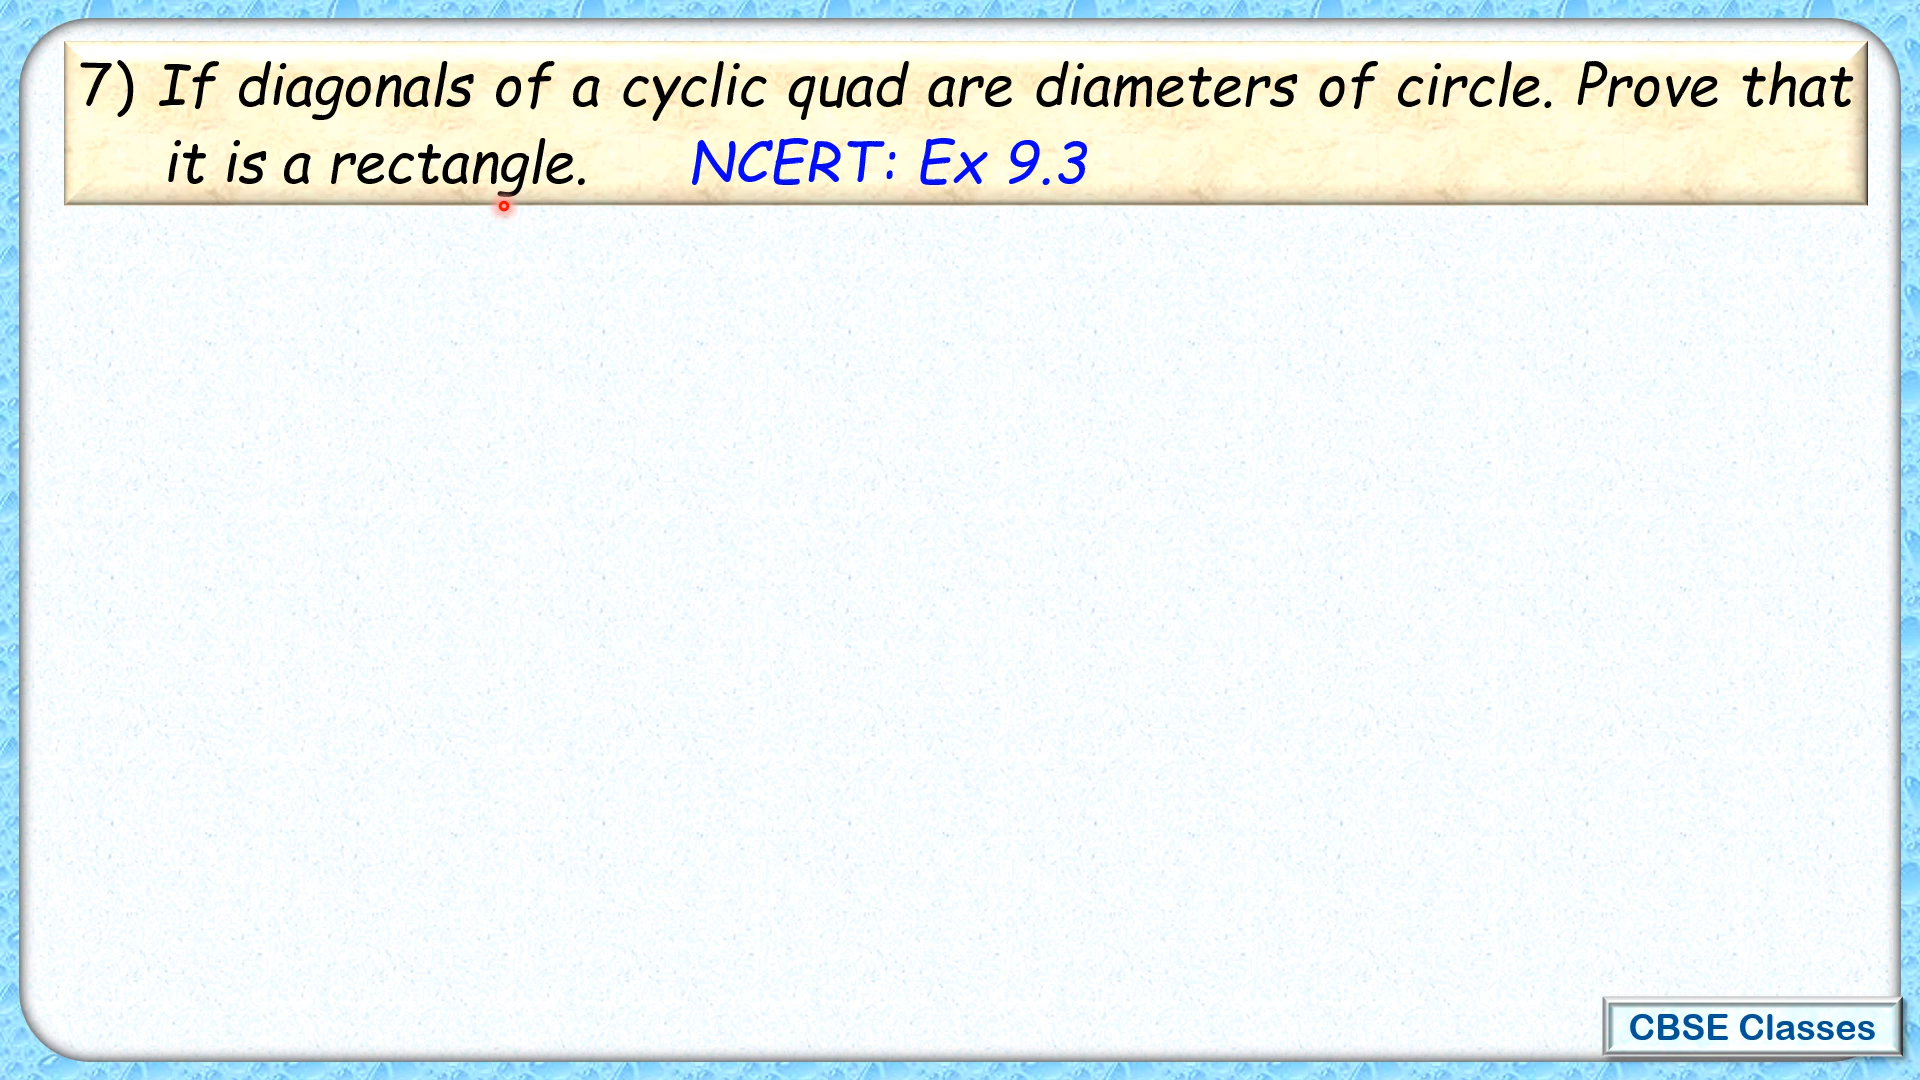 7) If diagonals of a cyclic quad are diameters of circle. Prove that
it is a rectangle. NCERT: Ex 9.3
CBSE Classes